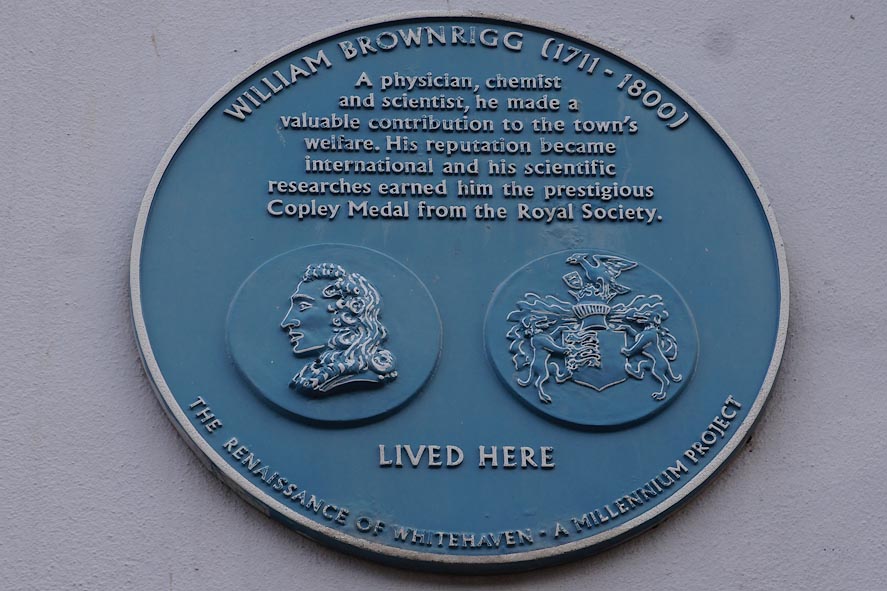 WILLIAM BROWNRIGG (1711 - 1800)
A physician, chemist
and scientist, he made a
valuable contribution to the town's
welfare. His reputation became
international and his scientific
researches earned him the prestigious
Copley Medal from the Royal Society.
LIVED HERE
THE RENAISSANCE OF WHITEHAVEN - A MILLENNIUM PROJECT